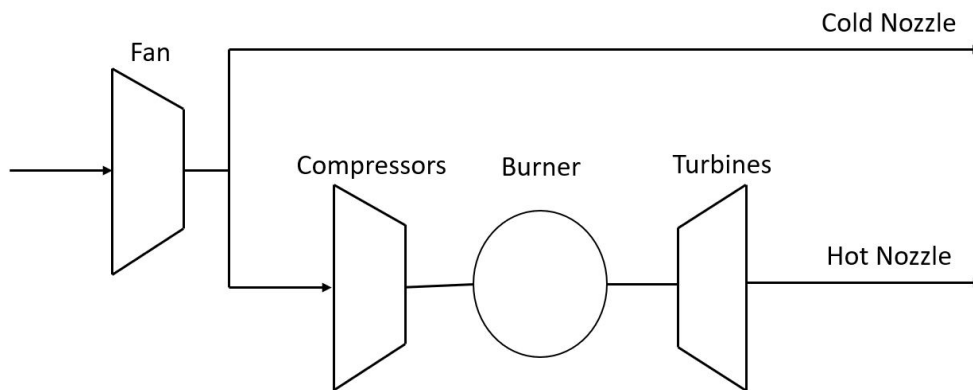 Cold Nozzle
Fan
Compressors
Burner
Turbines
Hot Nozzle